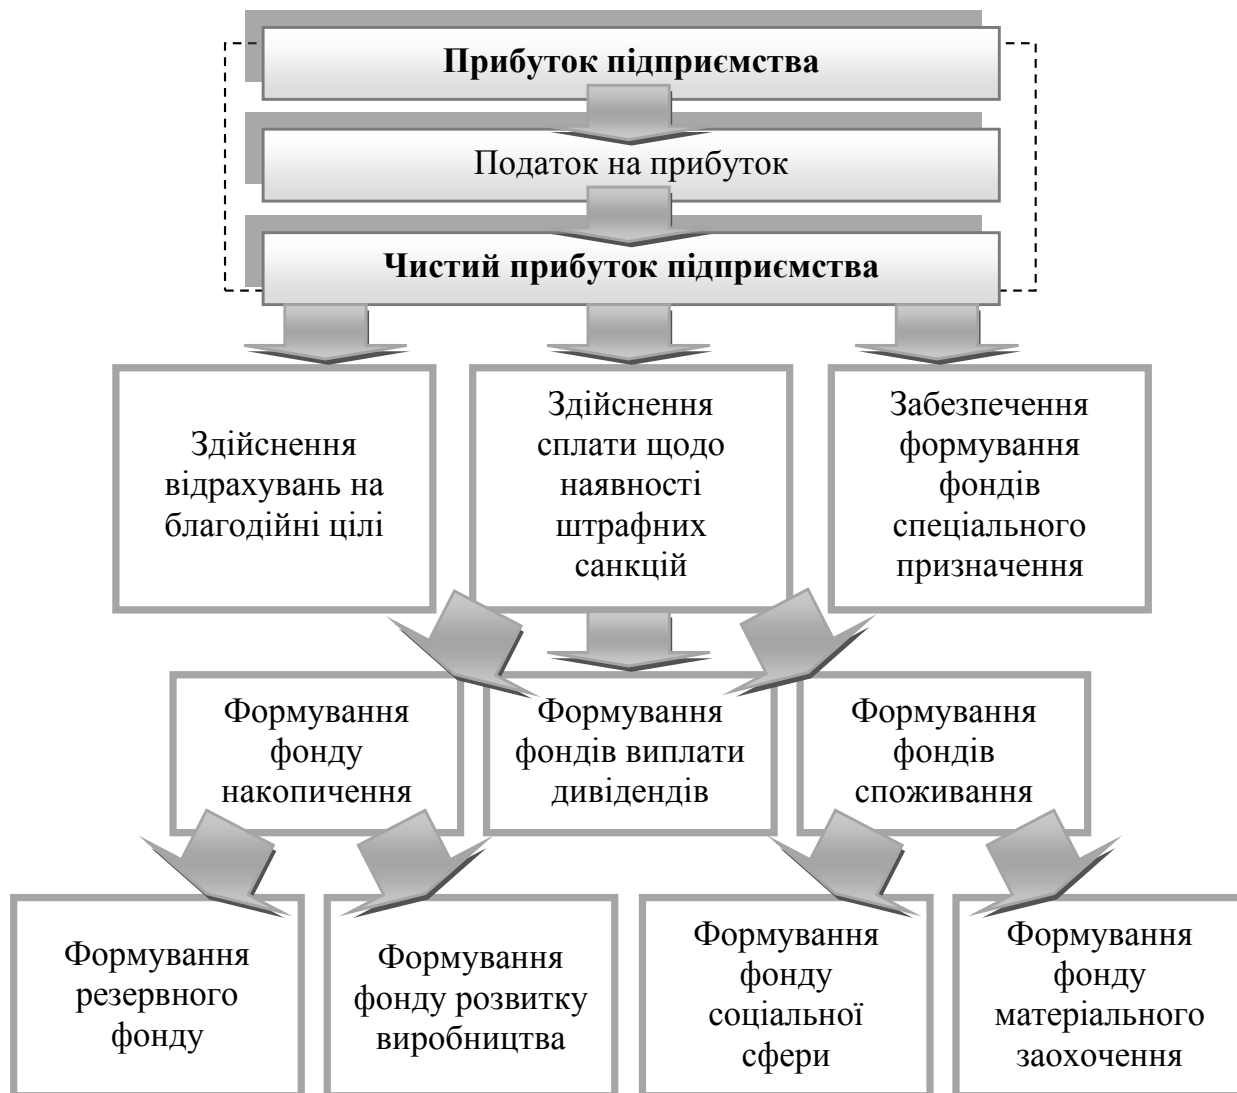 Прибуток підприємства
Податок на прибуток
Чистий прибуток підприємства
Здійснення
відрахувань на
благодійні цілі
Здійснення
сплати щодо
наявності
штрафних
санкцій
Забезпечення
формування
фондів
спеціального
призначення
Формування
фонду
накопичення
Формування
фондів виплати
дивідендів
Формування
фондів
споживання
Формування
резервного
фонду
Формування
фонду розвитку
виробництва
Формування
фонду
соціальної
сфери
Формування
фонду
матеріального
заохочення